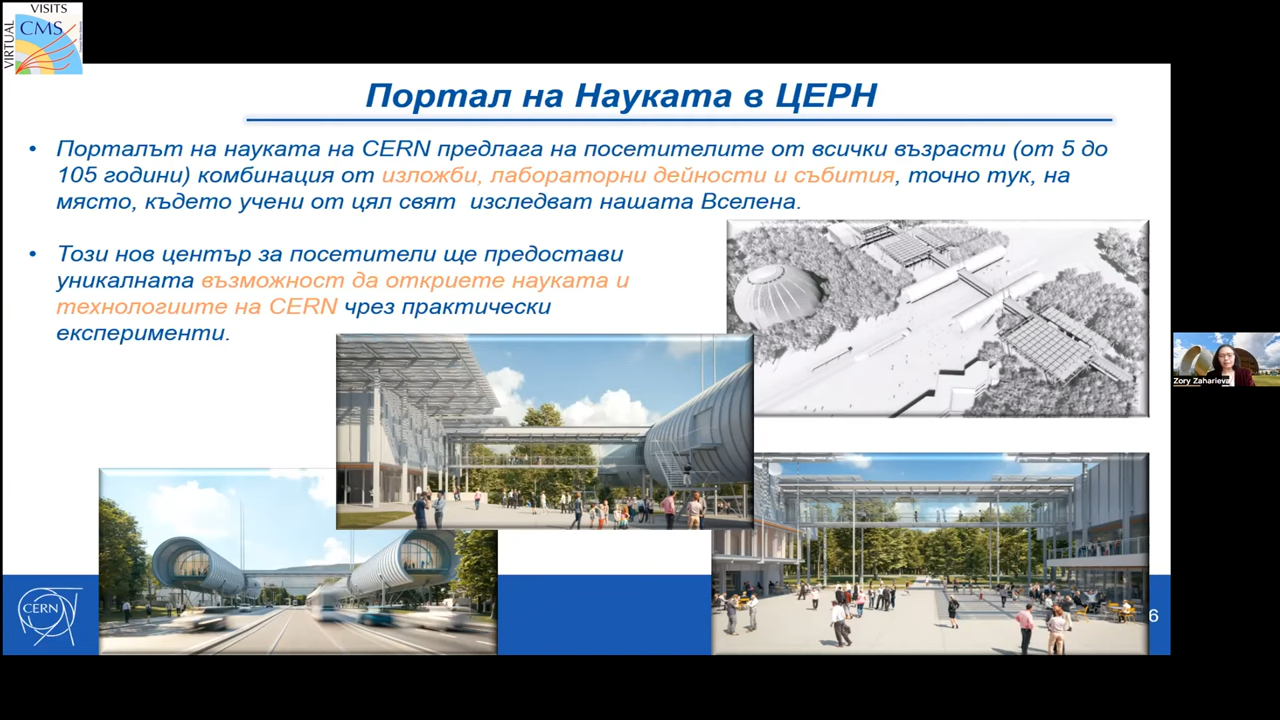 VISITS
CMS
VIRTUAL
Портал на Науката в ЦЕРН
• Порталът на науката на CERN предлага на посетителите от всички възрасти (от 5 до
105 години) комбинация от изложби, лабораторни дейности и събития, точно тук, на
място, където учени от цял свят изследват нашата Вселена.
• Този нов център за посетители ще предостави
уникалната възможност да откриете науката и
технологиите на CERN чрез практически
експерименти.
Zory Zaharieva
CERN
6